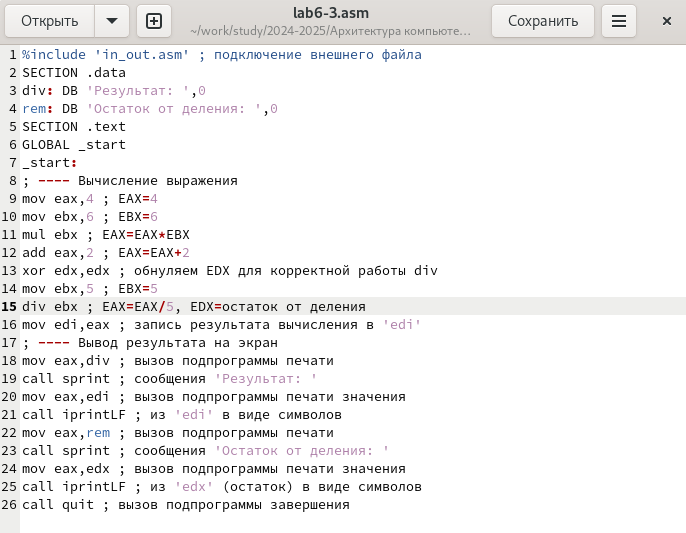 Открыть
lab6-3.asm
~/work/study/2024-2025/Архитектура компьюте...
Сохранить
1 %include 'in_out.asm' ; подключение внешнего файла
2 SECTION .data
3 div: DB 'Результат: ',0
4 rem: DB 'Остаток от деления: ',0
5 SECTION .text
6 GLOBAL _start
7 _start:
8 ; ---- Вычисление выражения
9 mov eax,4 ; EAX=4
10 mov ebx,6 ; EBX=6
11 mul ebx ; EAX=EAX*EBX
12 add eax,2 ; EAX=EAX+2
13 xor edx,edx ; обнуляем EDX для корректной работы div
14 mov ebx,5 ; EBX=5
15 div ebx ; EAX=EAX/5, EDX=остаток от деления
16 mov edi,eax ; запись результата вычисления в 'edi'
17 ; ---- Вывод результата на экран
18 mov eax,div ; вызов подпрограммы печати
19 call sprint ; сообщения 'Результат: '
20 mov eax,edi ; вызов подпрограммы печати значения
21 call iprintLF ; из 'edi' в виде символов
22 mov eax,rem ; вызов подпрограммы печати
23 call sprint ; сообщения 'Остаток от деления: '
24 mov eax,edx ; вызов подпрограммы печати значения
25 call iprintLF ; из 'edx' (остаток) в виде символов
26 call quit ; вызов подпрограммы завершения